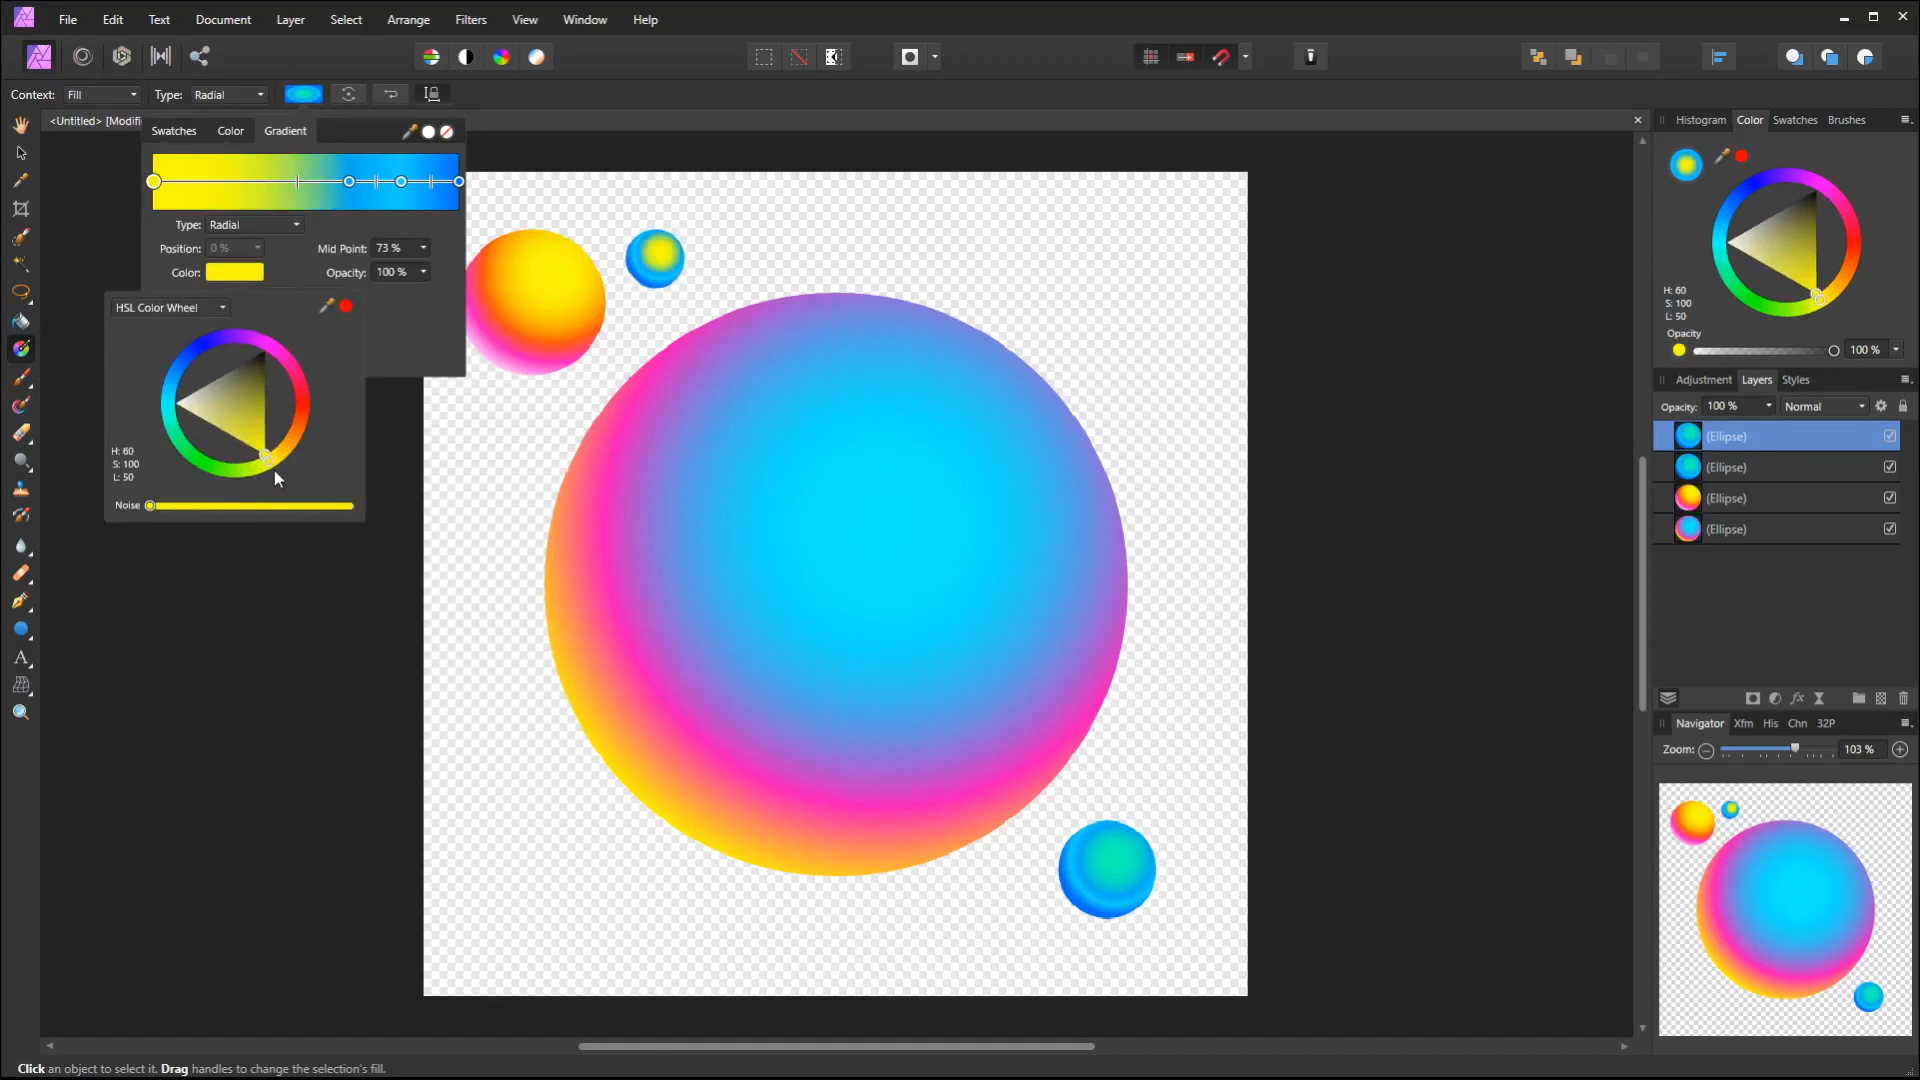 File Edit Text Document Layer Select Arrange Filters View Window Help
Context: Fill Type: Radial
<Untitled> [Modifi
Swatches Color Gradient
Type: Radial
Position: 0 % Mid Point: 73 %
Color: Opacity: 100 %
HSL Color Wheel
H: 60
S: 100
L: 50
Noise
Histogram Color Swatches Brushes
H: 60
S: 100
L: 50
Opacity
100 %
Adjustment Layers Styles
Opacity: 100 % Normal
(Ellipse)
(Ellipse)
(Ellipse)
(Ellipse)
Navigator Xfm His Chn 32P
Zoom: 103 %
Click an object to select it. Drag handles to change the selection's fill.